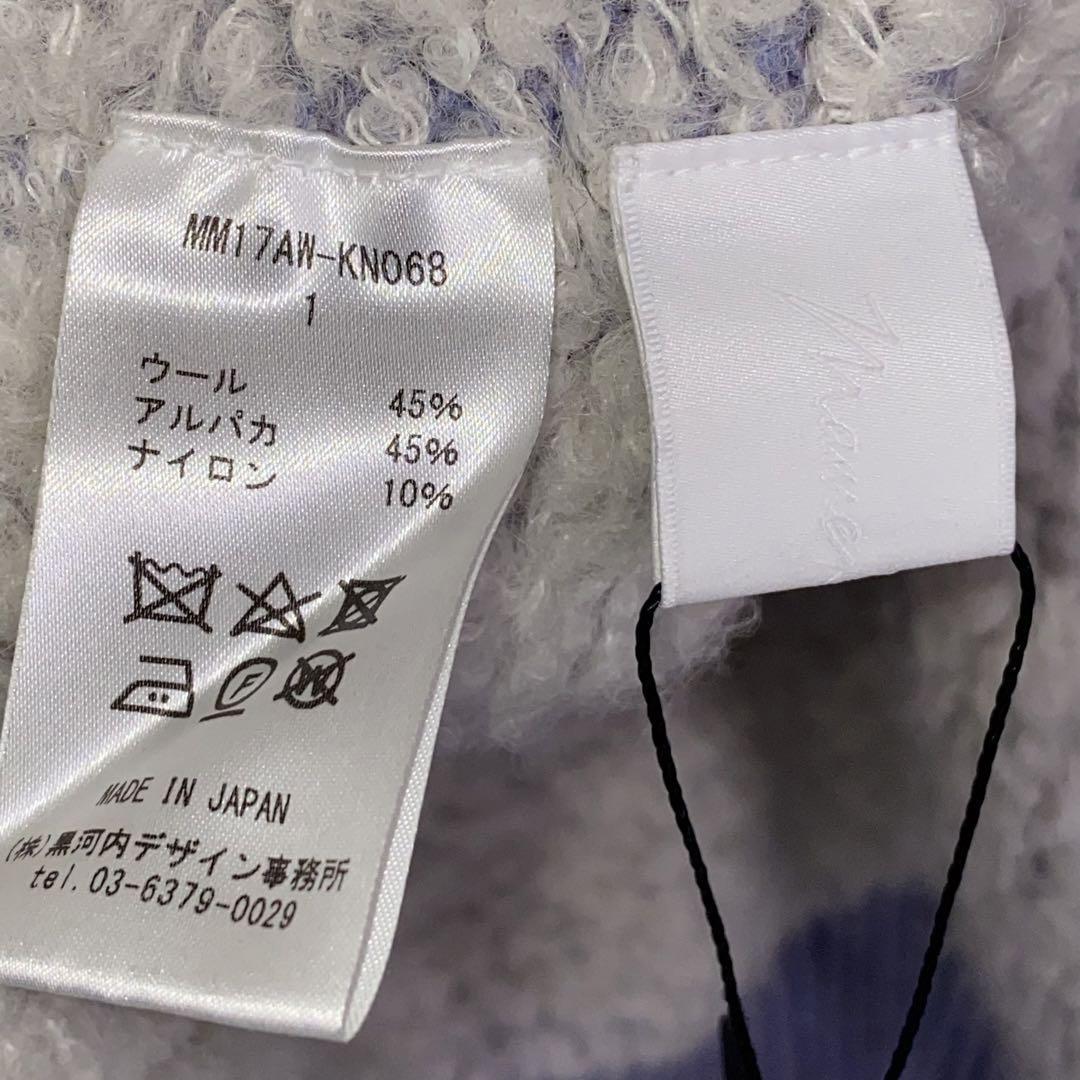 MM17AW-KN068
1
ウール 45%
アルパカ 45%
ナイロン 10%
F
W
MADE IN JAPAN
(株)黒河内デザイン事務所
tel.03-6379-0029